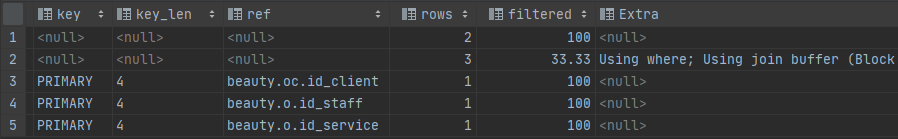 key key_len ref rows filtered Extra
1 <null> <null> <null> 2 100 <null>
2 <null> <null> <null> 3 33.33 Using where; Using join buffer (Block
3 PRIMARY 4 beauty.oc.id_client 1 100 <null>
4 PRIMARY 4 beauty.o.id_staff 1 100 <null>
5 PRIMARY 4 beauty.o.id_service 1 100 <null>